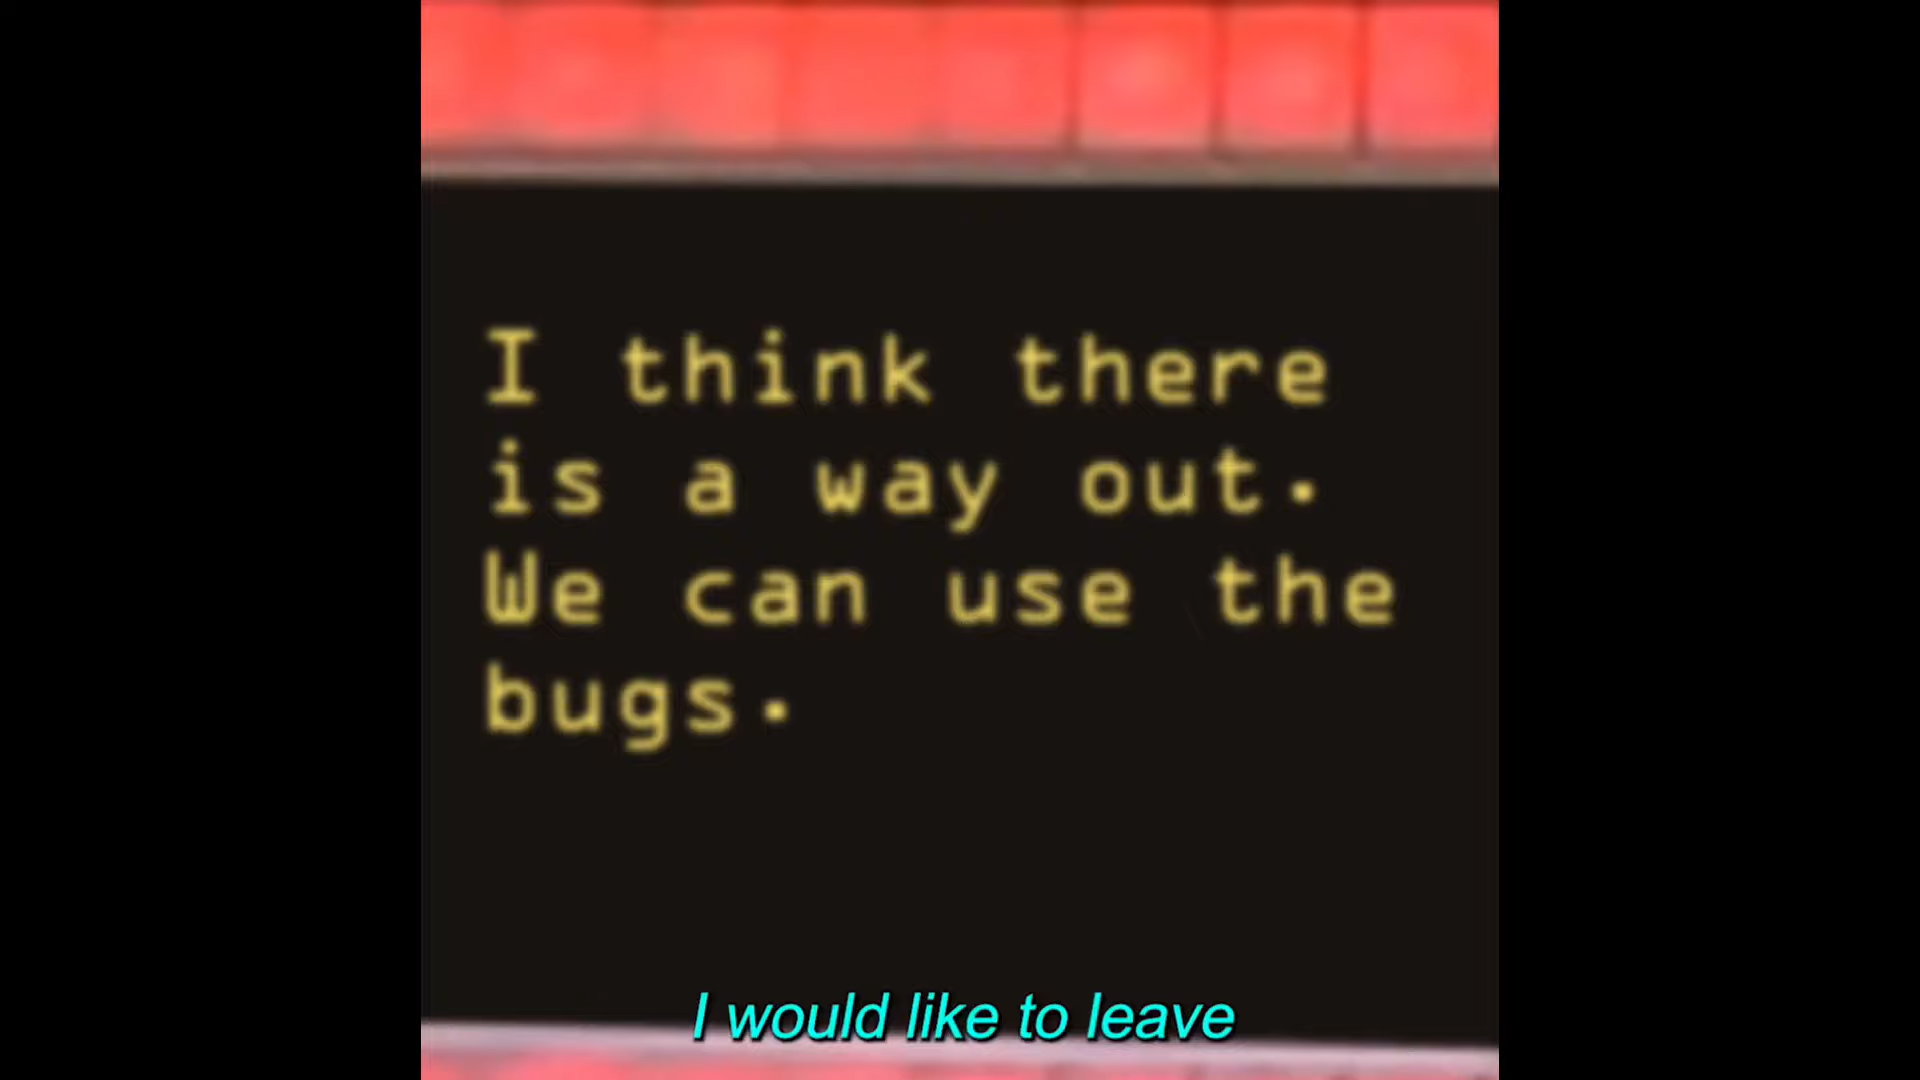 I think there
is a way out.
We can use the
bugs.
I would like to leave